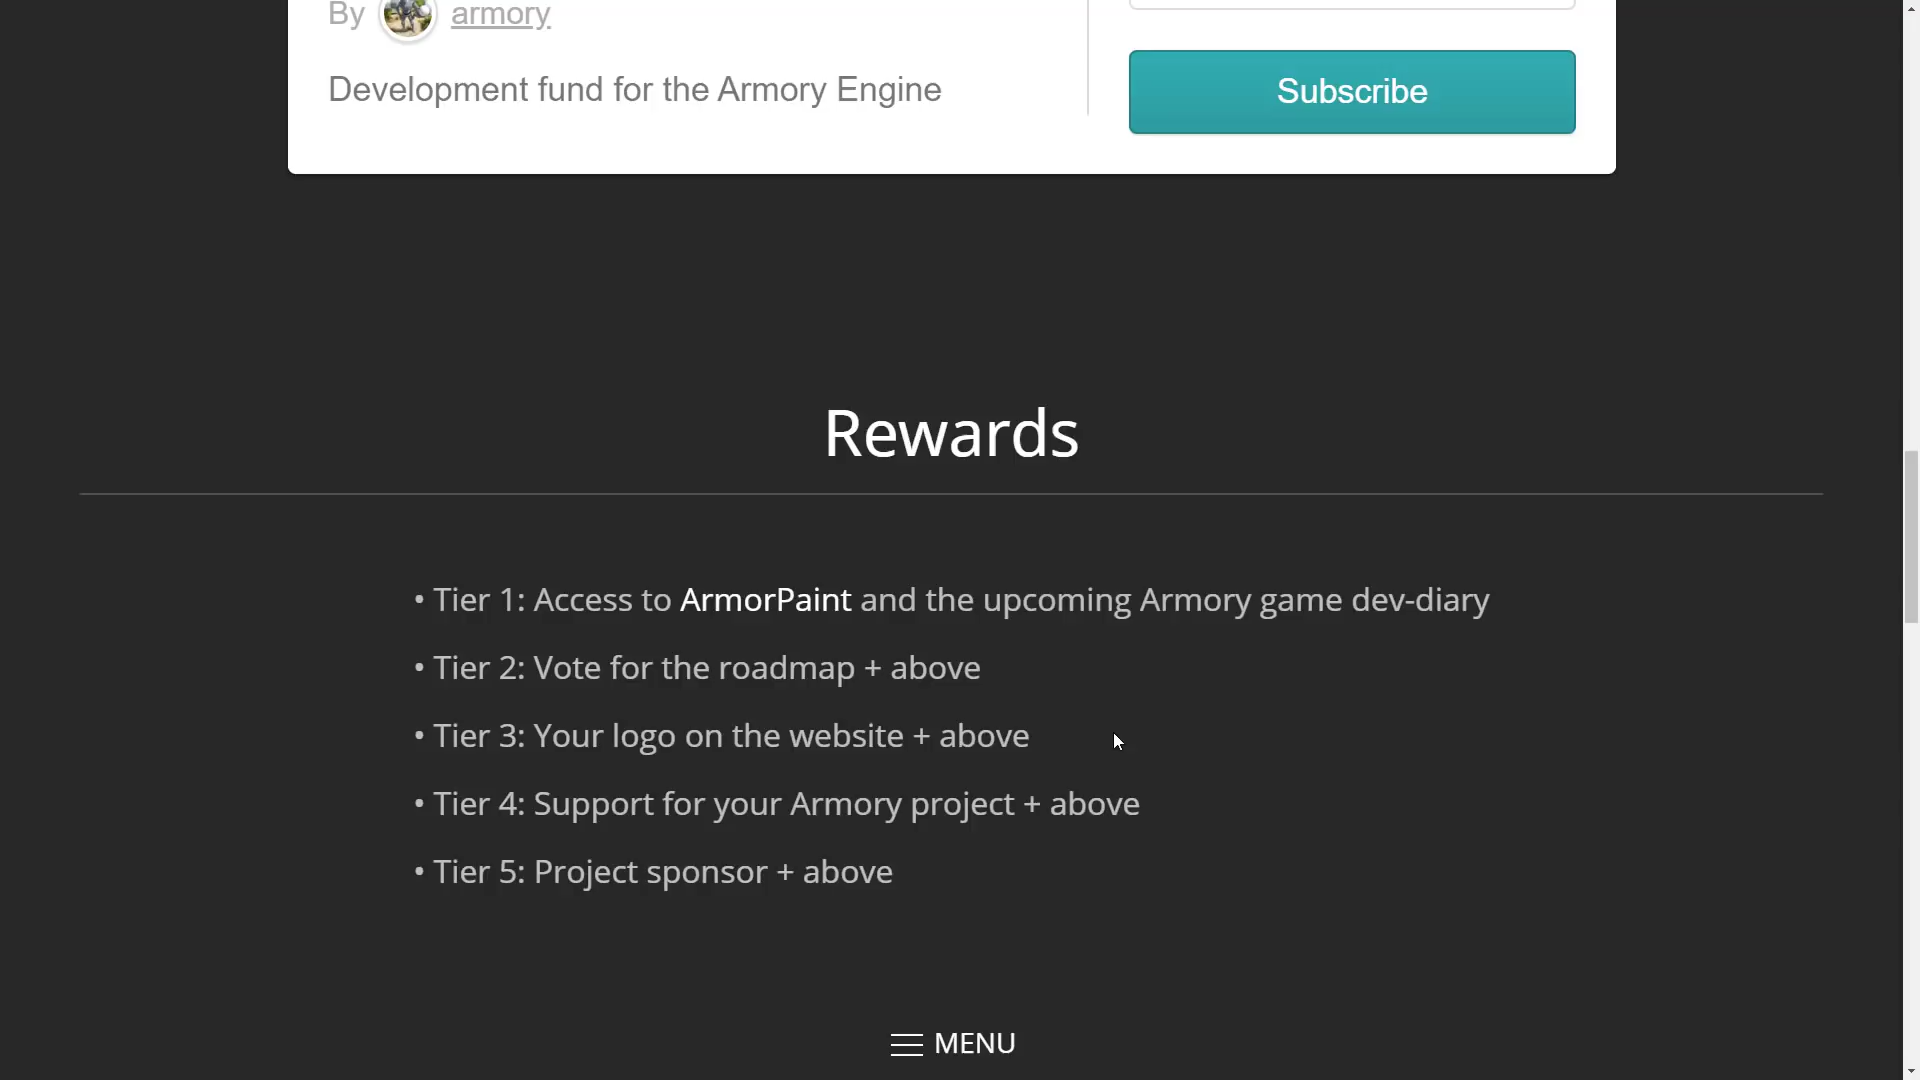 By armory
Development fund for the Armory Engine
Subscribe
Rewards
• Tier 1: Access to ArmorPaint and the upcoming Armory game dev-diary
• Tier 2: Vote for the roadmap + above
• Tier 3: Your logo on the website + above
• Tier 4: Support for your Armory project + above
• Tier 5: Project sponsor + above
MENU